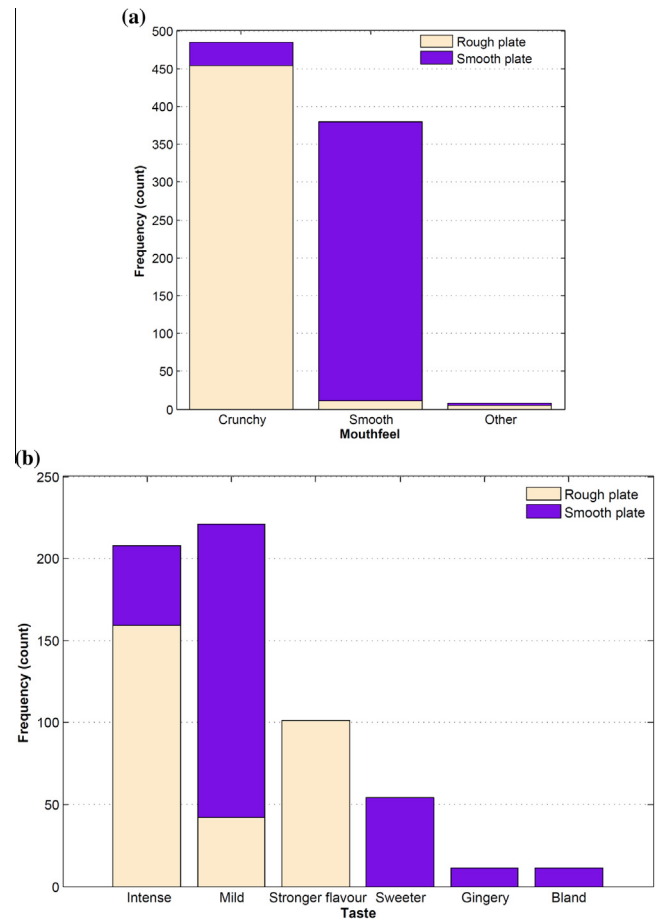 (a)
500
450
400
350
300
250
200
150
100
50
0
Frequency (count)
Rough plate
Smooth plate
Crunchy Smooth Other
Mouthfeel
(b)
250
200
150
100
50
0
Frequency (count)
Rough plate
Smooth plate
Intense Mild Stronger flavour Sweeter Gingery Bland
Taste